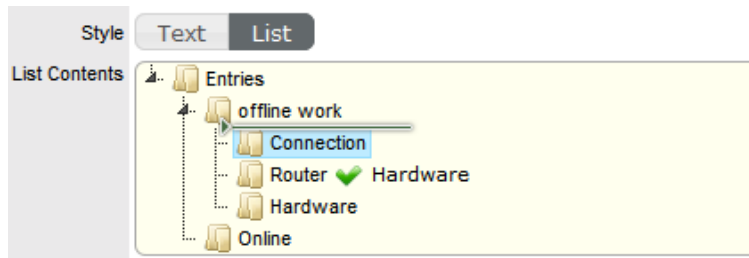 Style Text List
List Contents Entries
offline work
Connection
Router Hardware
Hardware
Online